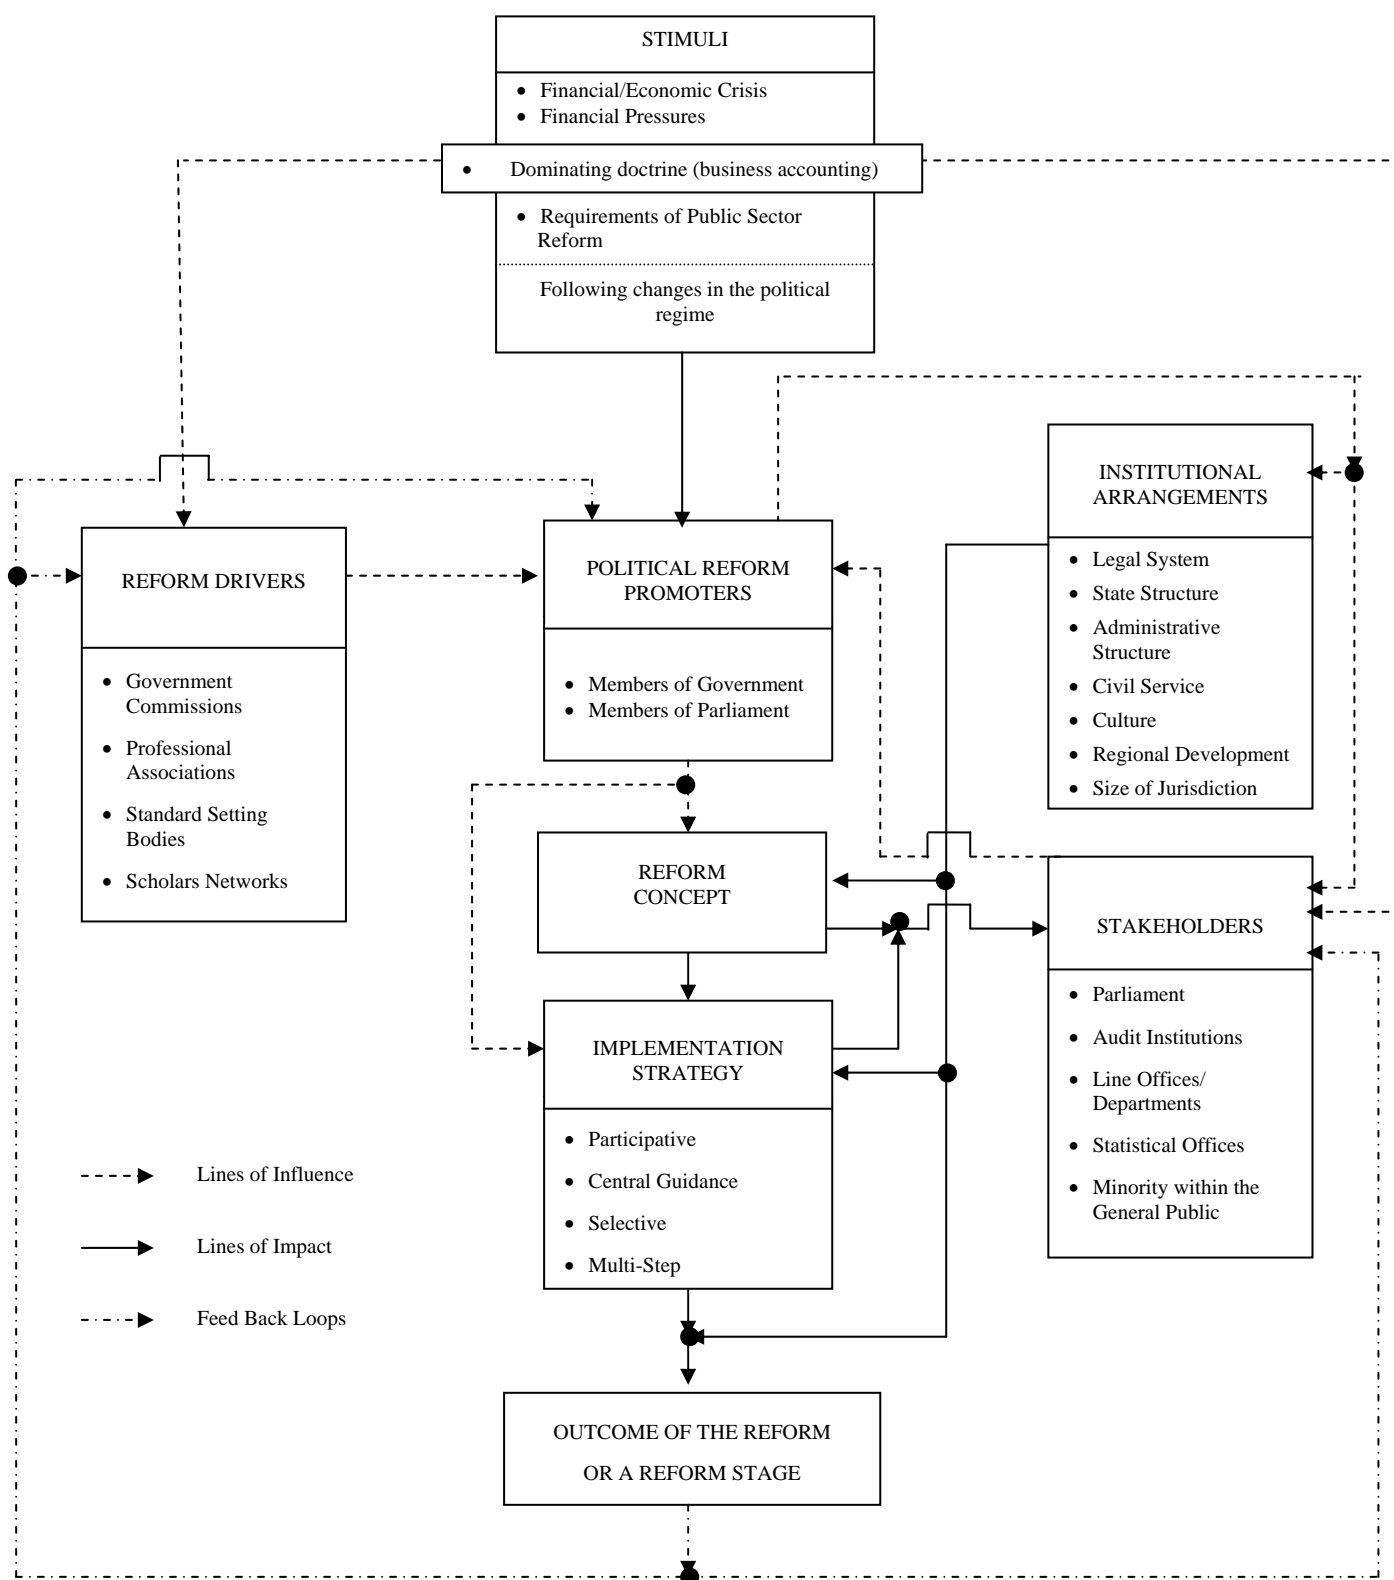 STIMULI
• Financial/Economic Crisis
• Financial Pressures
• Dominating doctrine (business accounting)
• Requirements of Public Sector
Reform
Following changes in the political
regime
INSTITUTIONAL
ARRANGEMENTS
• Legal System
• State Structure
• Administrative
Structure
• Civil Service
• Culture
• Regional Development
• Size of Jurisdiction
REFORM DRIVERS
• Government
Commissions
• Professional
Associations
• Standard Setting
Bodies
• Scholars Networks
POLITICAL REFORM
PROMOTERS
• Members of Government
• Members of Parliament
REFORM
CONCEPT
STAKEHOLDERS
• Parliament
• Audit Institutions
• Line Offices/
Departments
• Statistical Offices
• Minority within the
General Public
IMPLEMENTATION
STRATEGY
• Participative
• Central Guidance
• Selective
• Multi-Step
Lines of Influence
Lines of Impact
Feed Back Loops
OUTCOME OF THE REFORM
OR A REFORM STAGE